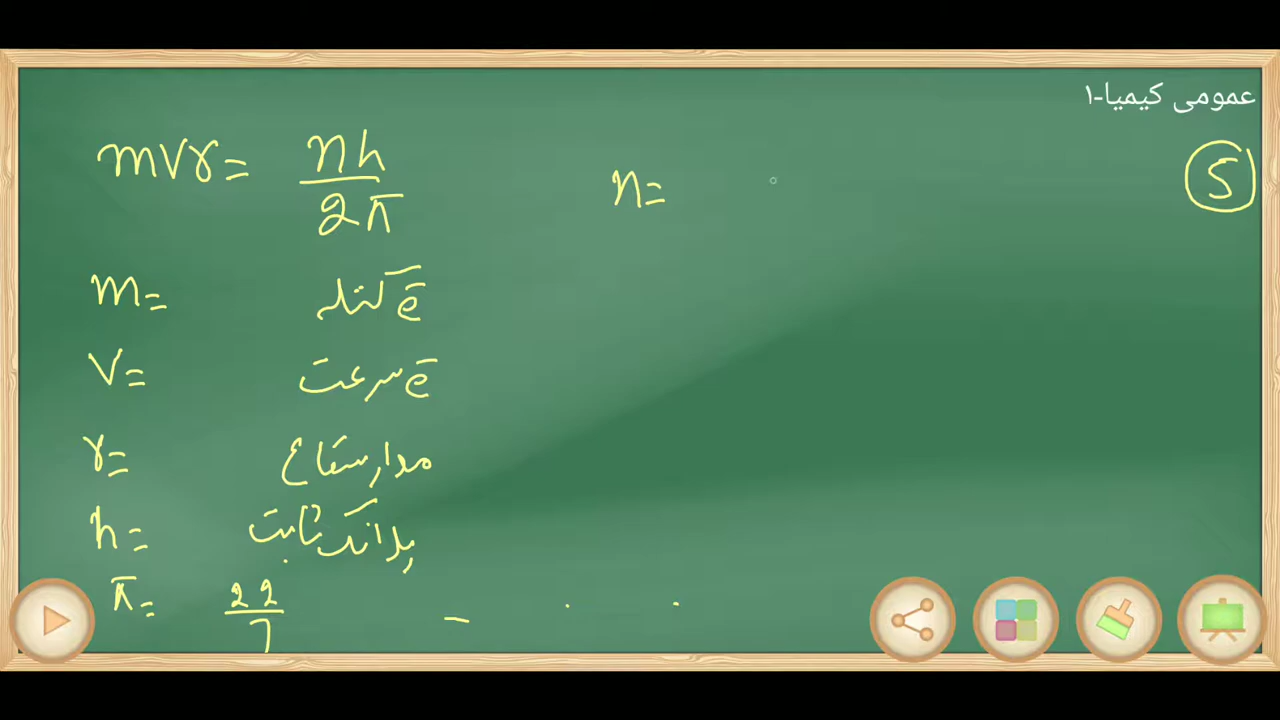 عمومی کیمیا-۱
5
mvr = nh / 2π
n=
m= e̅ کتله
v= e̅ سرعت
r= مدار شعاع
h= پلانک ثابت
π= 22/7